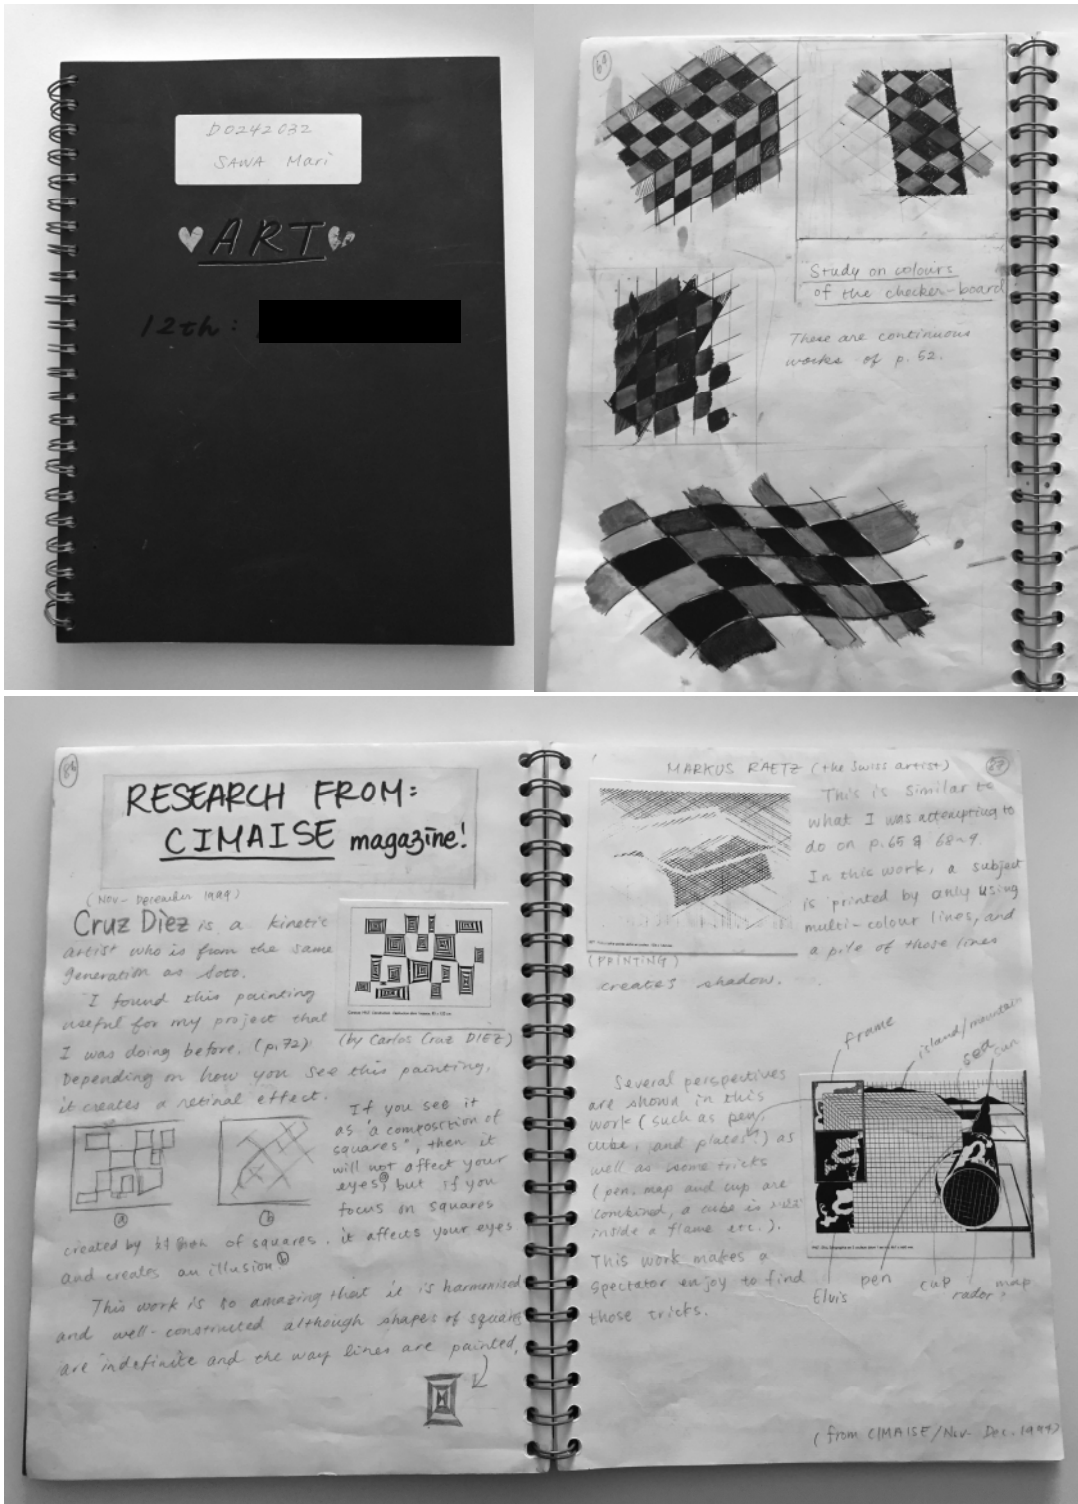 D0242032
SAWA Mari
ART
12th:
Study on colours
of the checker-board
These are continuous
works of p. 52.
RESEARCH FROM:
CIMAISE magazine!
(Nov- December 1994)
Cruz Dièz is a kinetic
artist who is from the same
generation as Soto.
I found this painting
useful for my project that
I was doing before. (p.72)
Depending on how you see this painting,
it creates a retinal effect.
(by Carlos Cruz DIEZ)
If you see it
as "a composition of
squares", then it
will not affect your
eyes ⓐ, but if you
focus on squares
created by of squares, it affects your eyes
and creates an illusion ⓑ
ⓐ
ⓑ
This work is so amazing that it is harmonised
and well-constructed although shapes of squares
are indefinite and the way lines are painted,
MARKUS RAETZ (the Swiss artist)
87
This is similar to
what I was attempting to
do on p.65 & 68~9.
In this work, a subject
is printed by only using
multi-colour lines, and
a pile of those lines
(PRINTING)
creates shadow.
frame
island/mountain
sea
sun
Several perspectives
are shown in this
work (such as pen,
cube, and plates) as
well as some tricks
(pen, map and cup are
combined, a cube is
inside a flame etc.).
This work makes a
spectator enjoy to find
those tricks.
Elvis
pen
cup
rador?
map
(from CIMAISE/Nov- Dec. 1994)